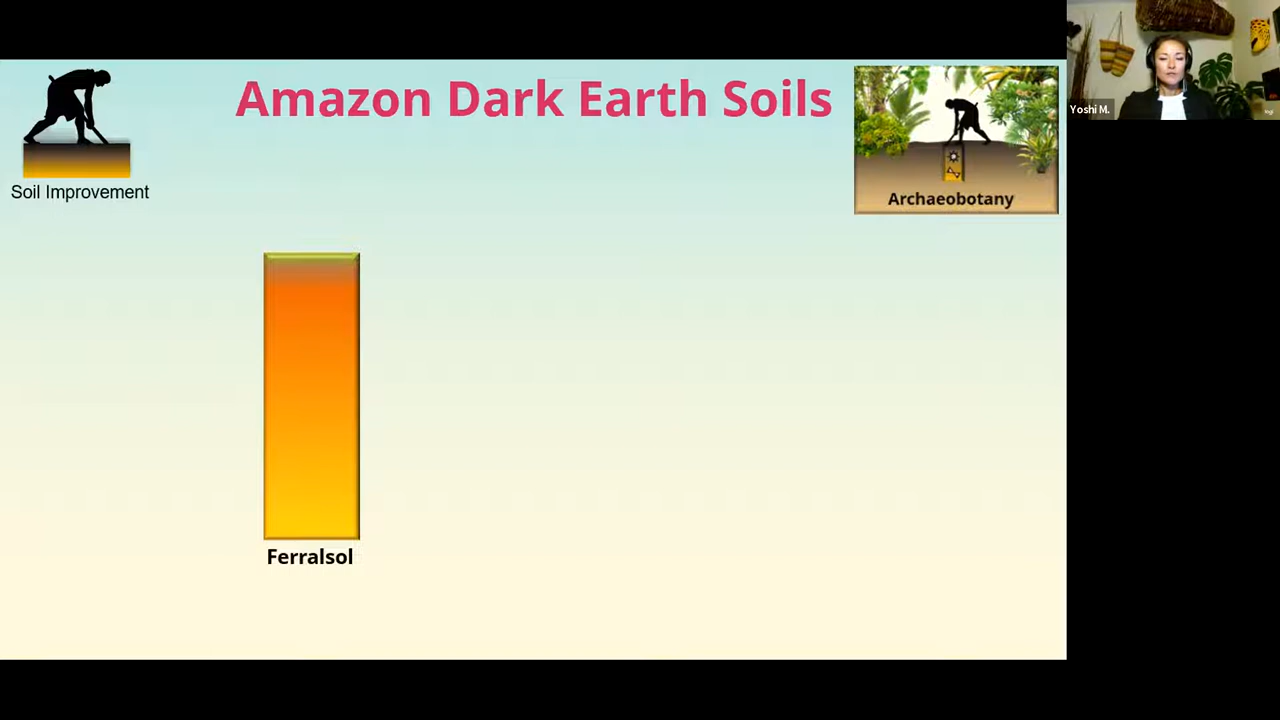 Amazon Dark Earth Soils
Soil Improvement
Archaeobotany
Ferralsol
Yoshi M.